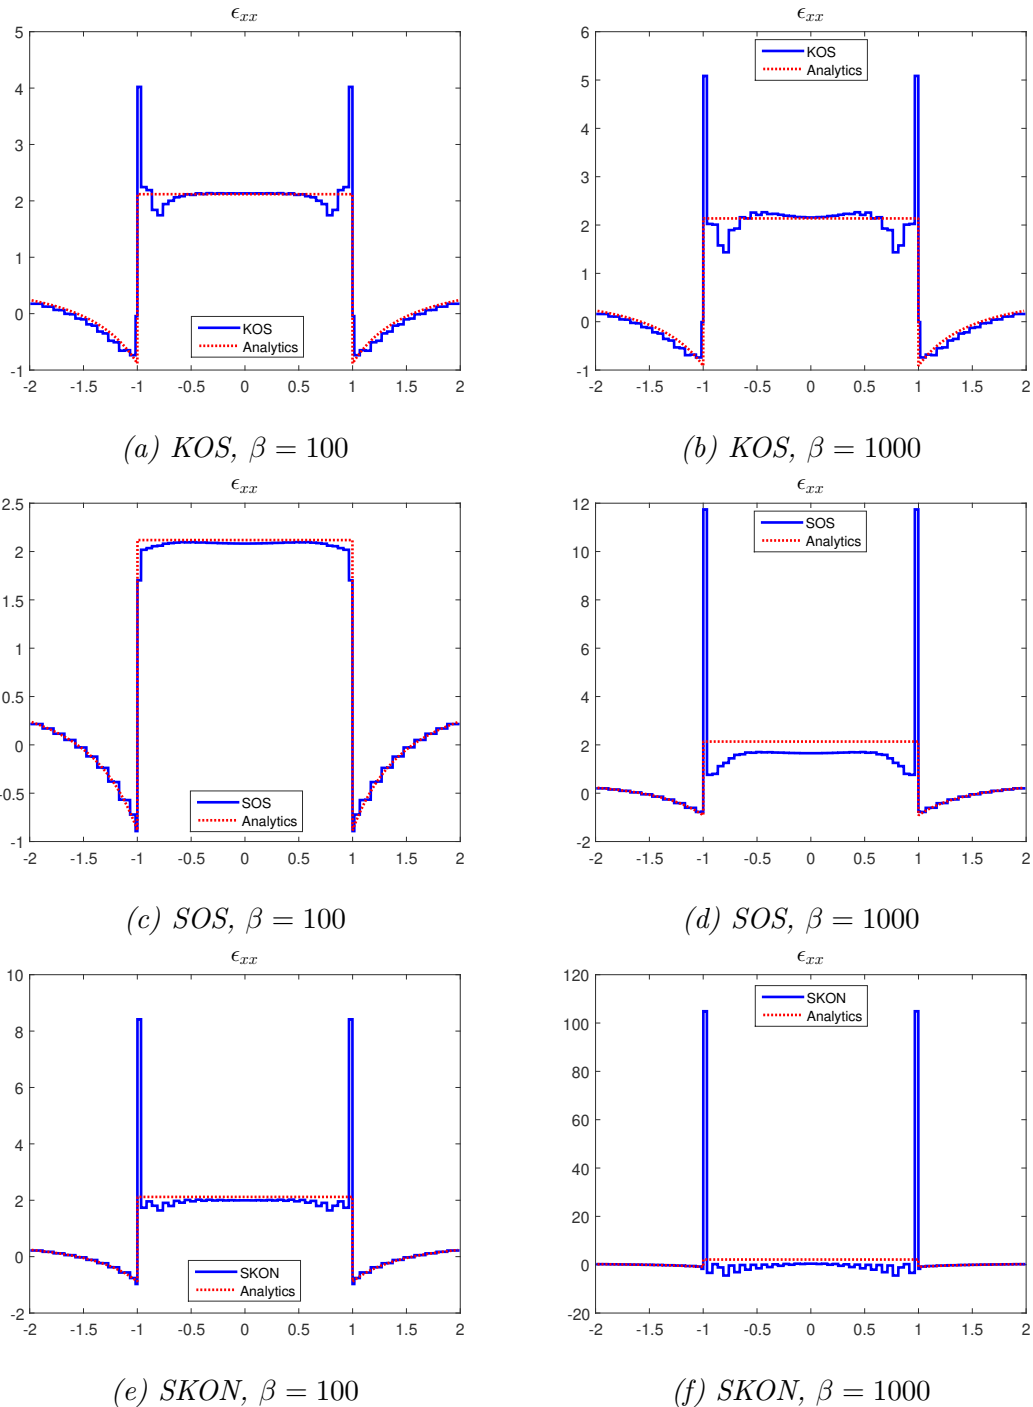 ϵxx
5
4
3
2
1
0
-1
KOS
Analytics
-2 -1.5 -1 -0.5 0 0.5 1 1.5 2
(a) KOS, β = 100
ϵxx
6
5
4
3
2
1
0
-1
KOS
Analytics
-2 -1.5 -1 -0.5 0 0.5 1 1.5 2
(b) KOS, β = 1000
ϵxx
2.5
2
1.5
1
0.5
0
-0.5
-1
SOS
Analytics
-2 -1.5 -1 -0.5 0 0.5 1 1.5 2
(c) SOS, β = 100
ϵxx
12
10
8
6
4
2
0
-2
SOS
Analytics
-2 -1.5 -1 -0.5 0 0.5 1 1.5 2
(d) SOS, β = 1000
ϵxx
10
8
6
4
2
0
-2
SKON
Analytics
-2 -1.5 -1 -0.5 0 0.5 1 1.5 2
(e) SKON, β = 100
ϵxx
120
100
80
60
40
20
0
-20
SKON
Analytics
-2 -1.5 -1 -0.5 0 0.5 1 1.5 2
(f) SKON, β = 1000